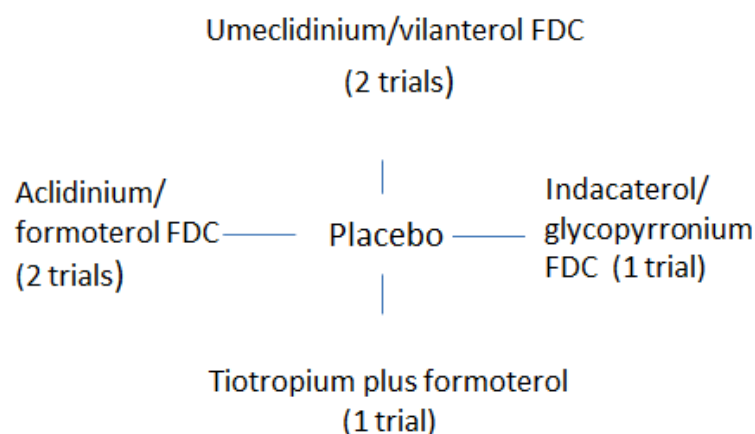 Umeclidinium/vilanterol FDC
(2 trials)
Aclidinium/
formoterol FDC
(2 trials)
Placebo
Indacaterol/
glycopyrronium
FDC (1 trial)
Tiotropium plus formoterol
(1 trial)